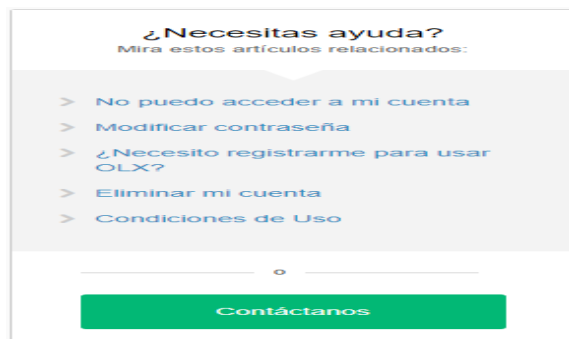 ¿Necesitas ayuda?
Mira estos artículos relacionados:
> No puedo acceder a mi cuenta
> Modificar contraseña
> ¿Necesito registrarme para usar
OLX?
> Eliminar mi cuenta
> Condiciones de Uso
o
Contáctanos